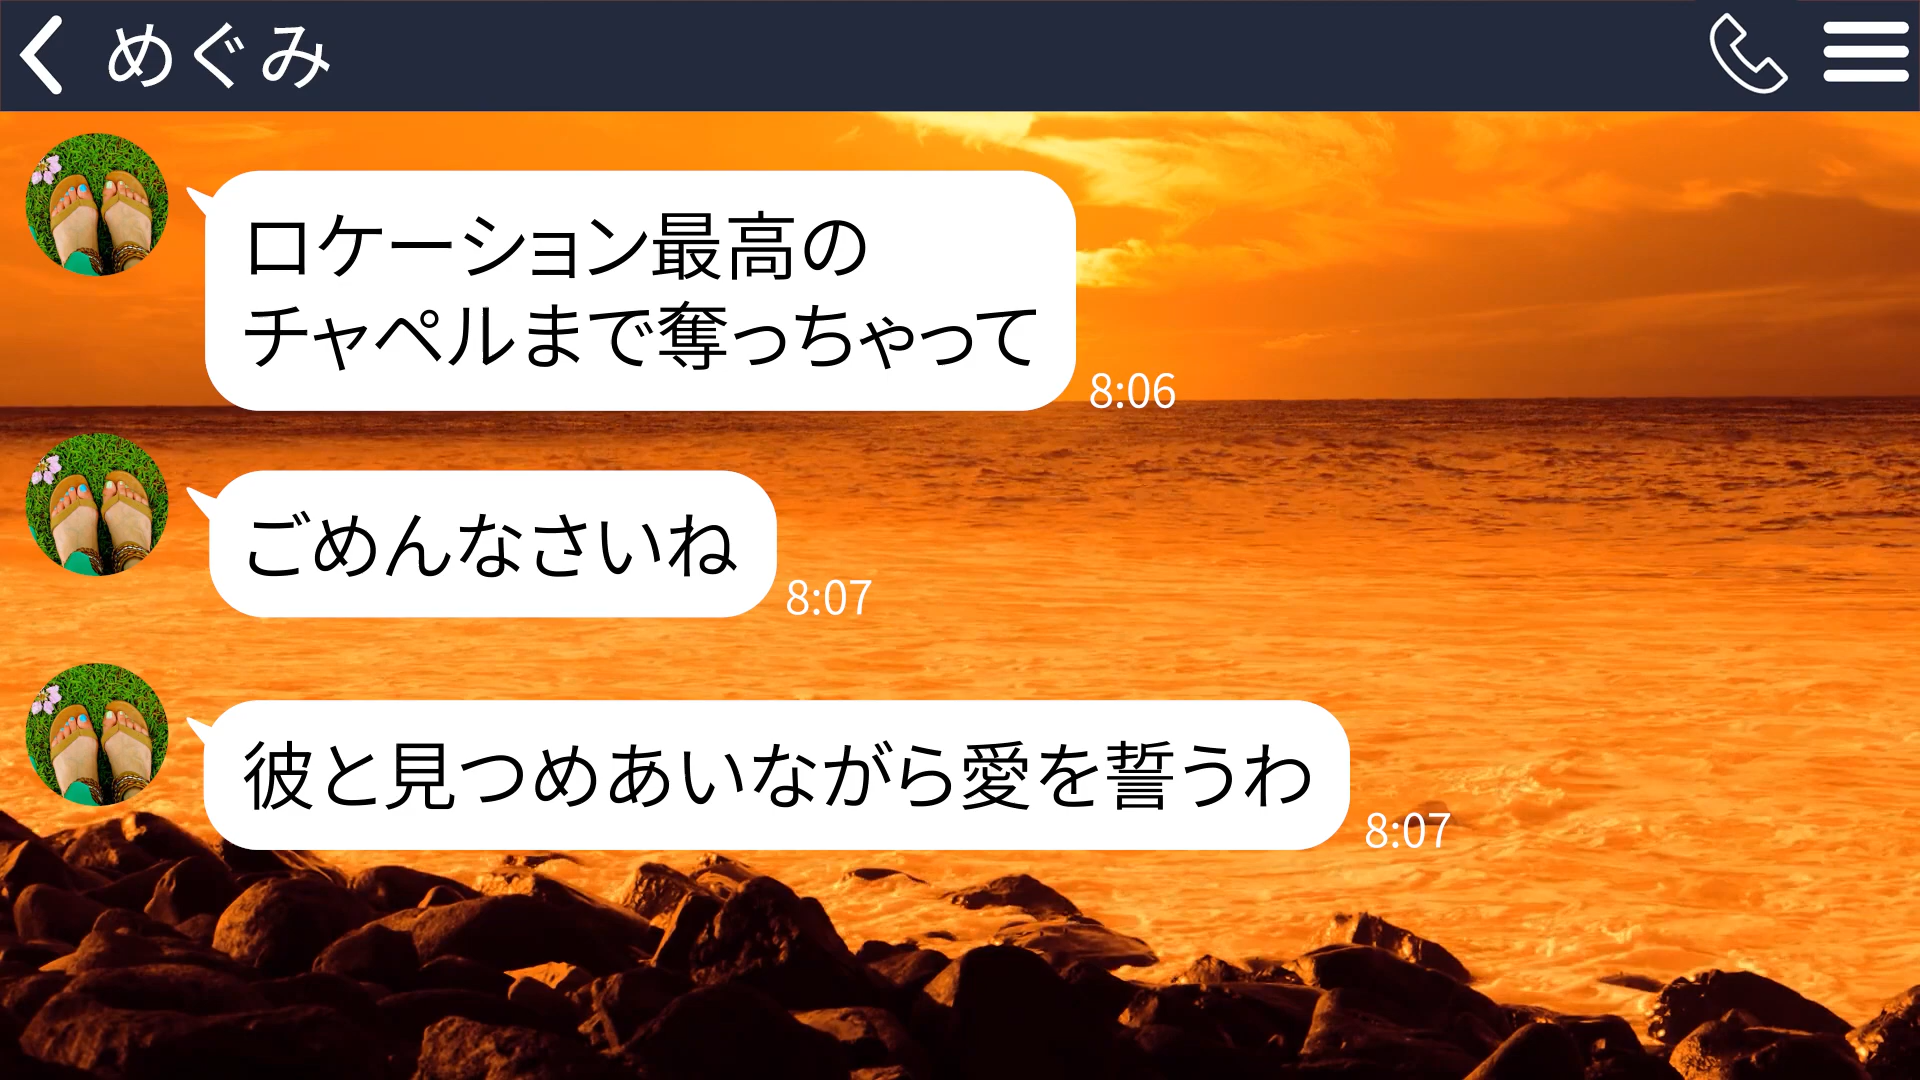 めぐみ
ロケーション最高の
チャペルまで奪っちゃって
8:06
ごめんなさいね
8:07
彼と見つめあいながら愛を誓うわ
8:07